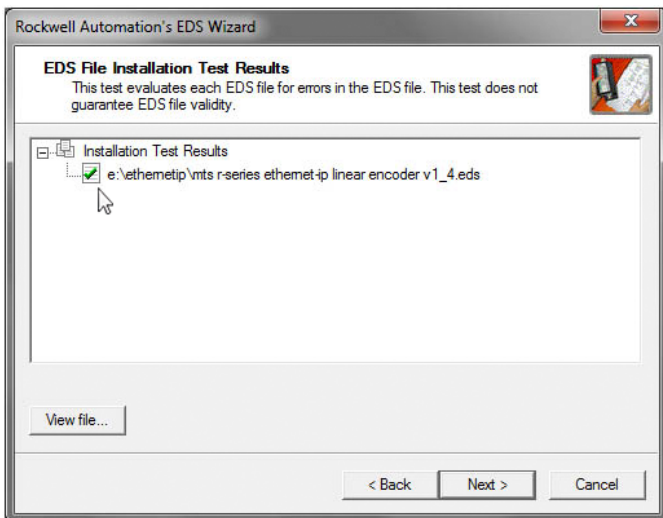 Rockwell Automation's EDS Wizard
EDS File Installation Test Results
This test evaluates each EDS file for errors in the EDS file. This test does not
guarantee EDS file validity.
Installation Test Results
e:\ethernetip\mts r-series ethernet-ip linear encoder v1_4.eds
View file...
< Back
Next >
Cancel